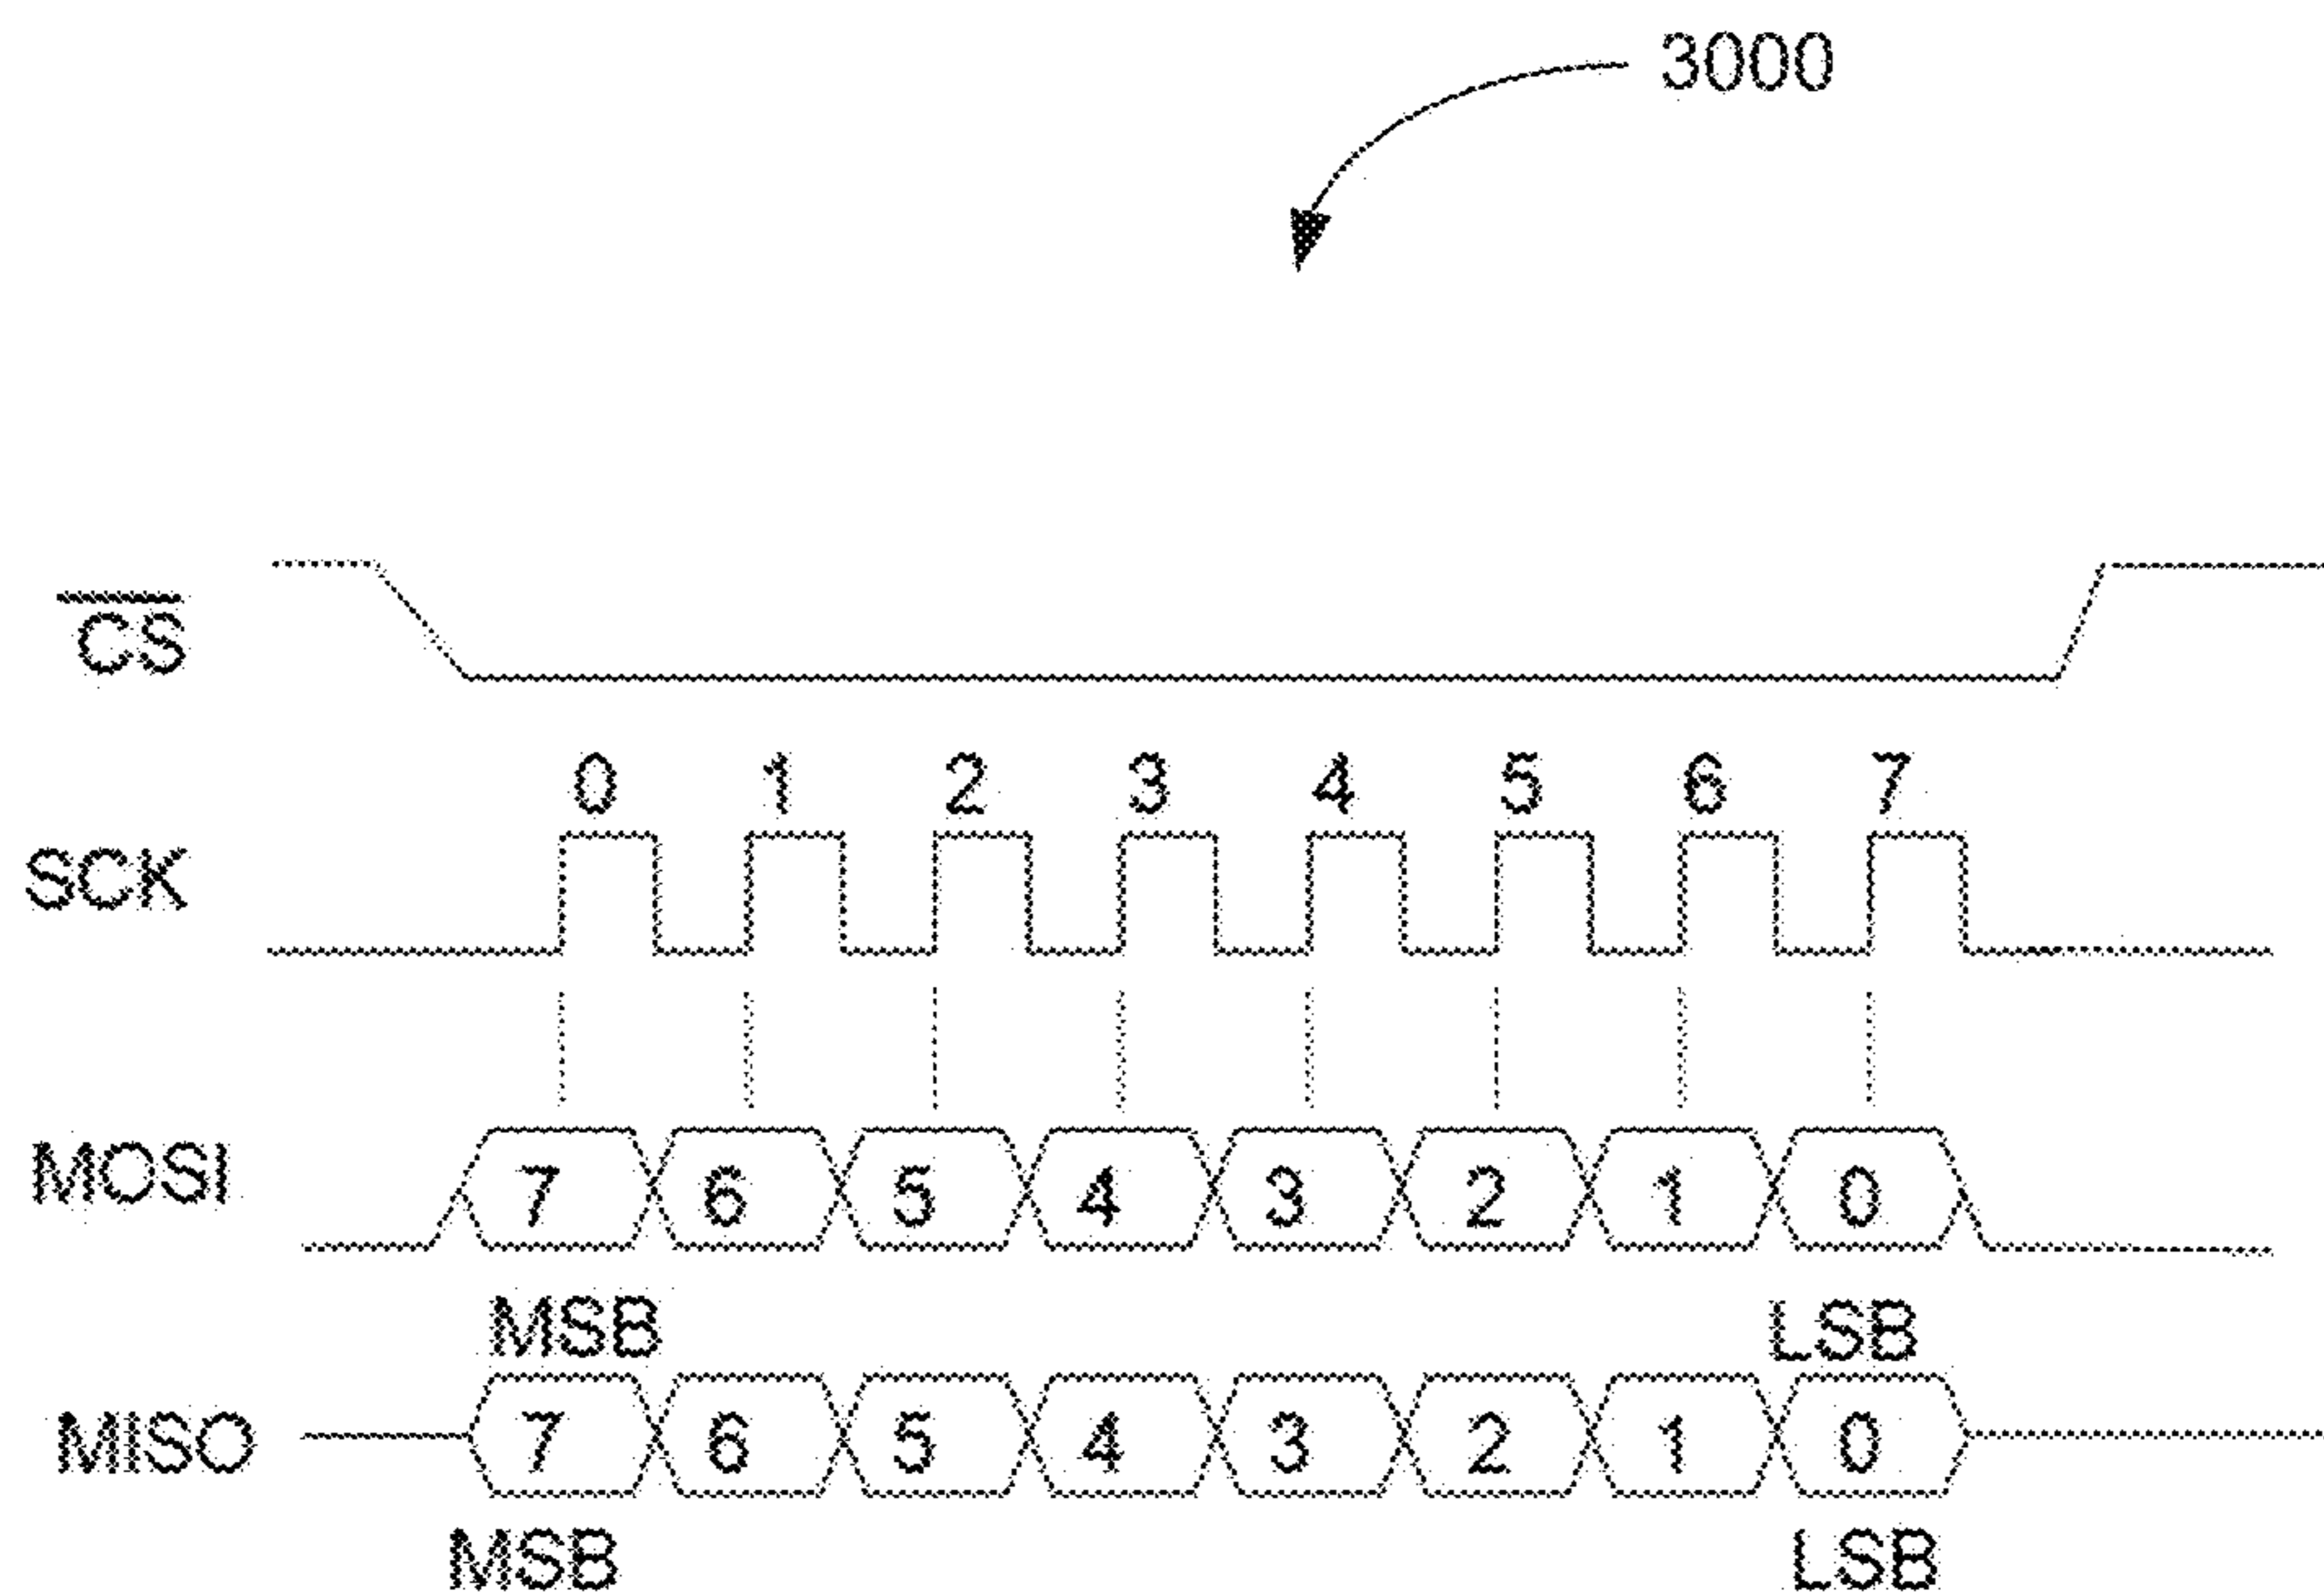 3000
C̅S̅
0 1 2 3 4 5 6 7
SCK
MOSI 7 6 5 4 3 2 1 0
MSB LSB
MISO 7 6 5 4 3 2 1 0
MSB LSB